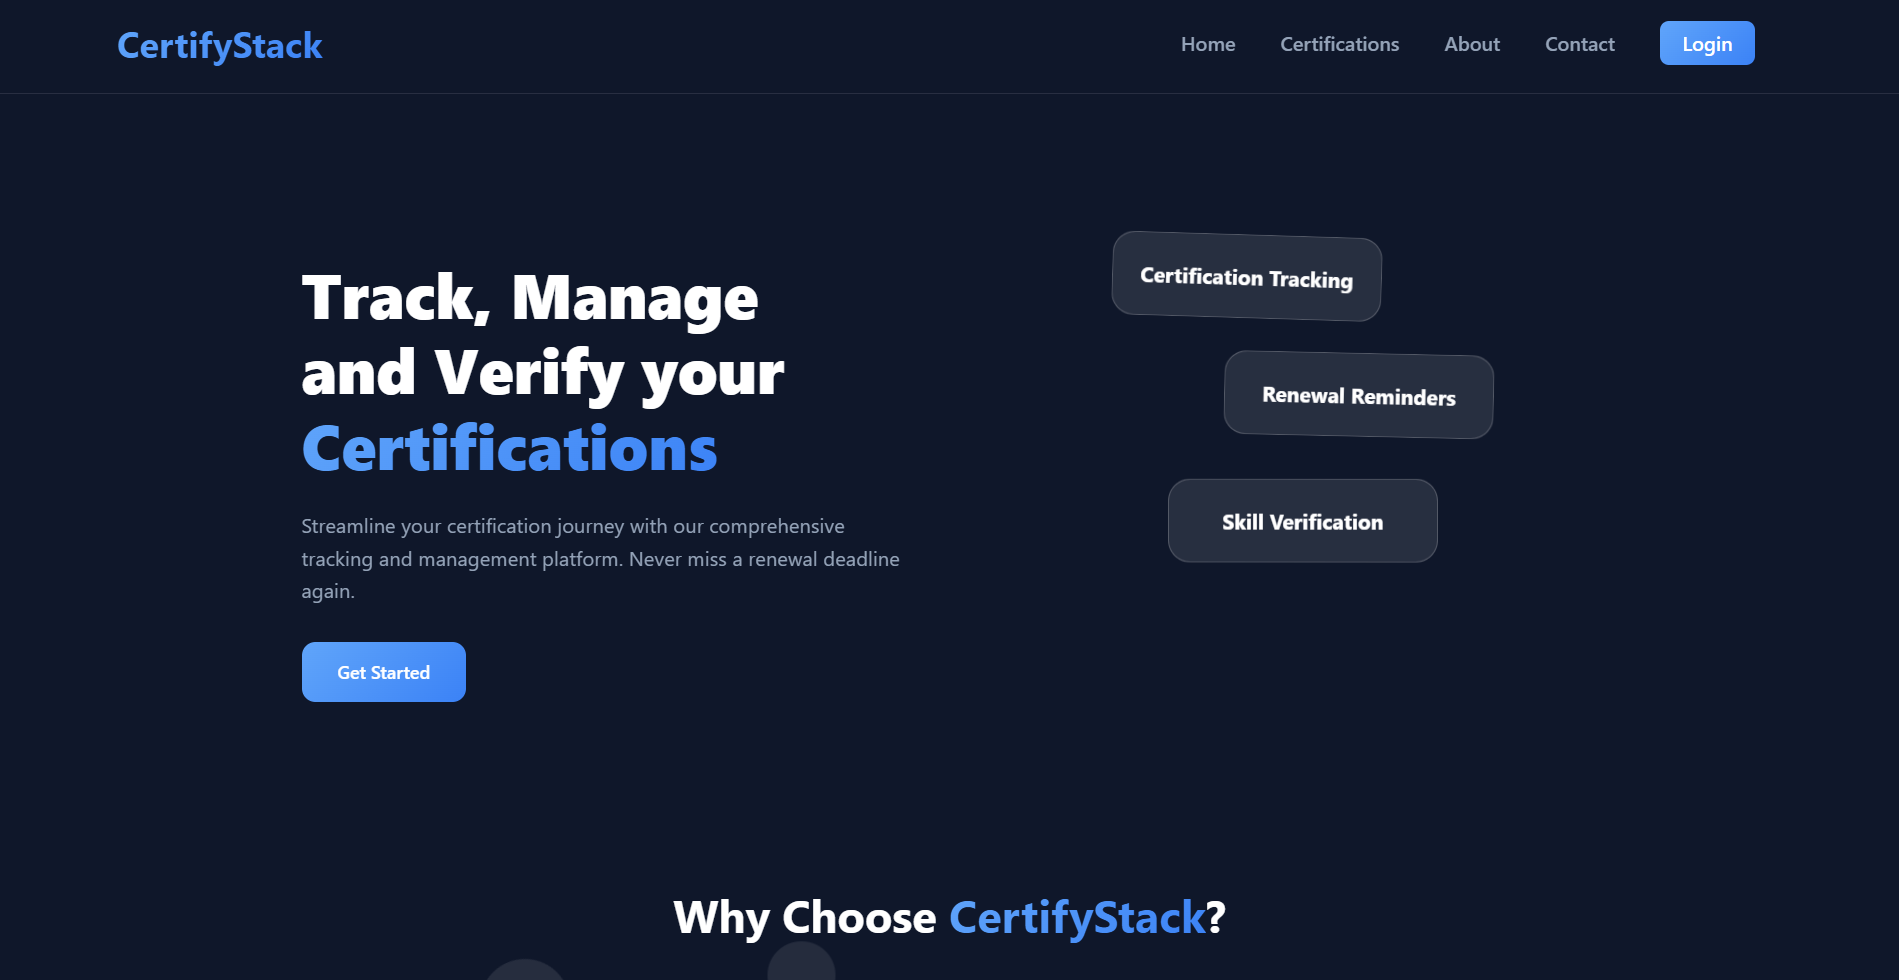 CertifyStack
Home
Certifications
About
Contact
Login
Track, Manage
and Verify your
Certifications
Streamline your certification journey with our comprehensive
tracking and management platform. Never miss a renewal deadline
again.
Get Started
Certification Tracking
Renewal Reminders
Skill Verification
Why Choose CertifyStack?